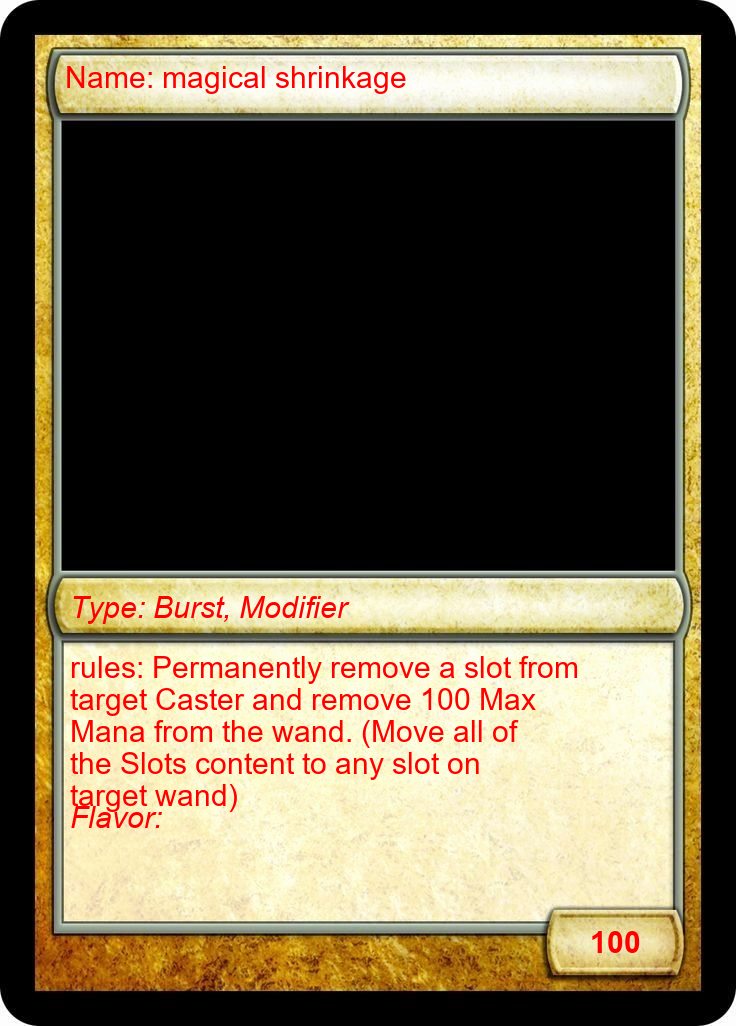 Name: magical shrinkage
Type: Burst, Modifier
rules: Permanently remove a slot from
target Caster and remove 100 Max
Mana from the wand. (Move all of
the Slots content to any slot on
target wand)
Flavor:
100